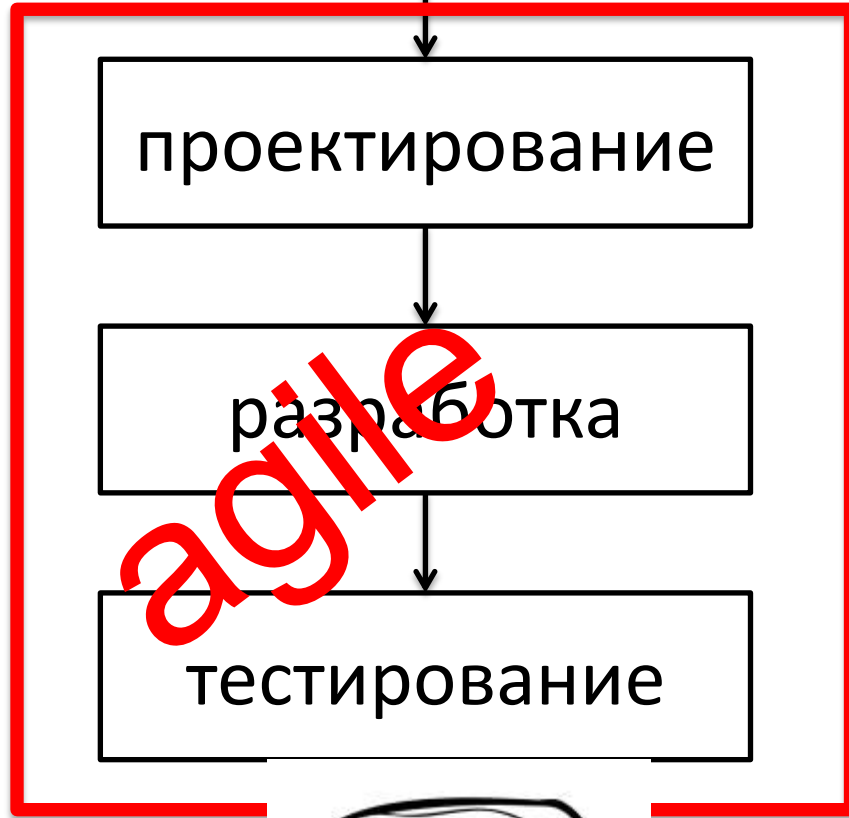 проектирование
разработка
agile
тестирование